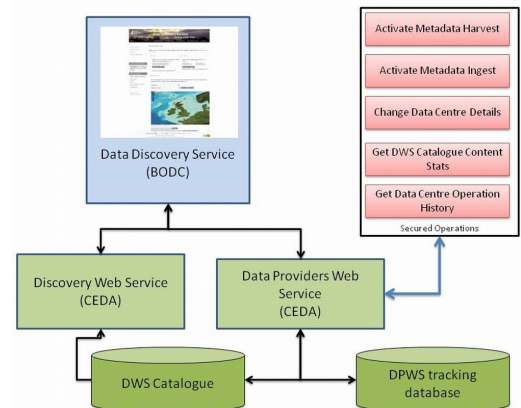 Data Discovery Service
(BODC)
Activate Metadata Harvest
Activate Metadata Ingest
Change Data Centre Details
Get DWS Catalogue Content
Stats
Get Data Centre Operation
History
Secured Operations
Discovery Web Service
(CEDA)
Data Providers Web
Service
(CEDA)
DWS Catalogue
DPWS tracking
database